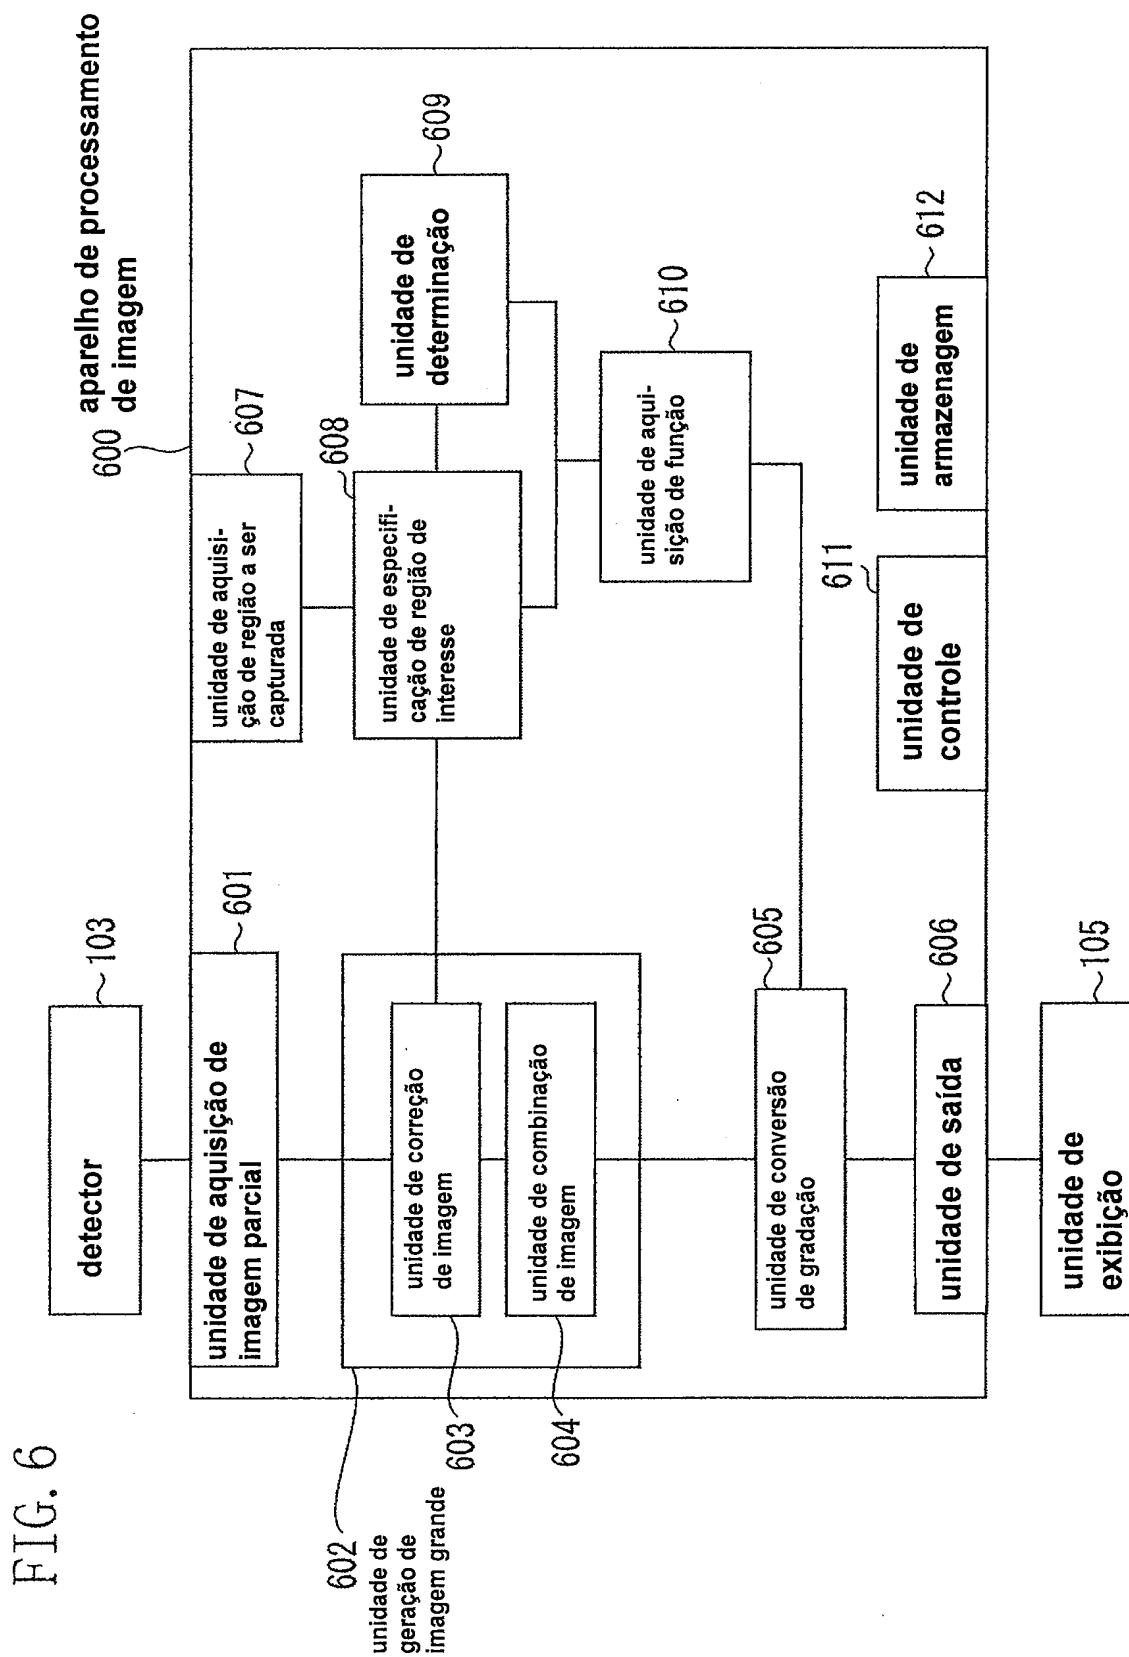 FIG. 6
600
aparelho de processamento
de imagem
detector
103
unidade de aquisição de
imagem parcial
601
602
unidade de
geração de
imagem grande
unidade de correção
de imagem
603
unidade de combinação
de imagem
604
unidade de conversão
de gradação
605
unidade de saída
606
unidade de
exibição
105
unidade de aquisi-
ção de região a ser
capturada
607
unidade de especifi-
cação de região de
interesse
608
unidade de
determinação
609
unidade de aqui-
sição de função
610
unidade de
controle
611
unidade de
armazenagem
612